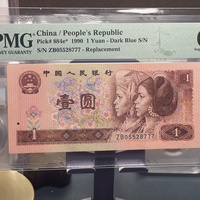 PMG
China / People's Republic
Pick# 884e* 1990 1 Yuan - Dark Blue S/N
S/N ZB05528777 - Replacement
中国人民银行
壹圆
1
ZB05528777